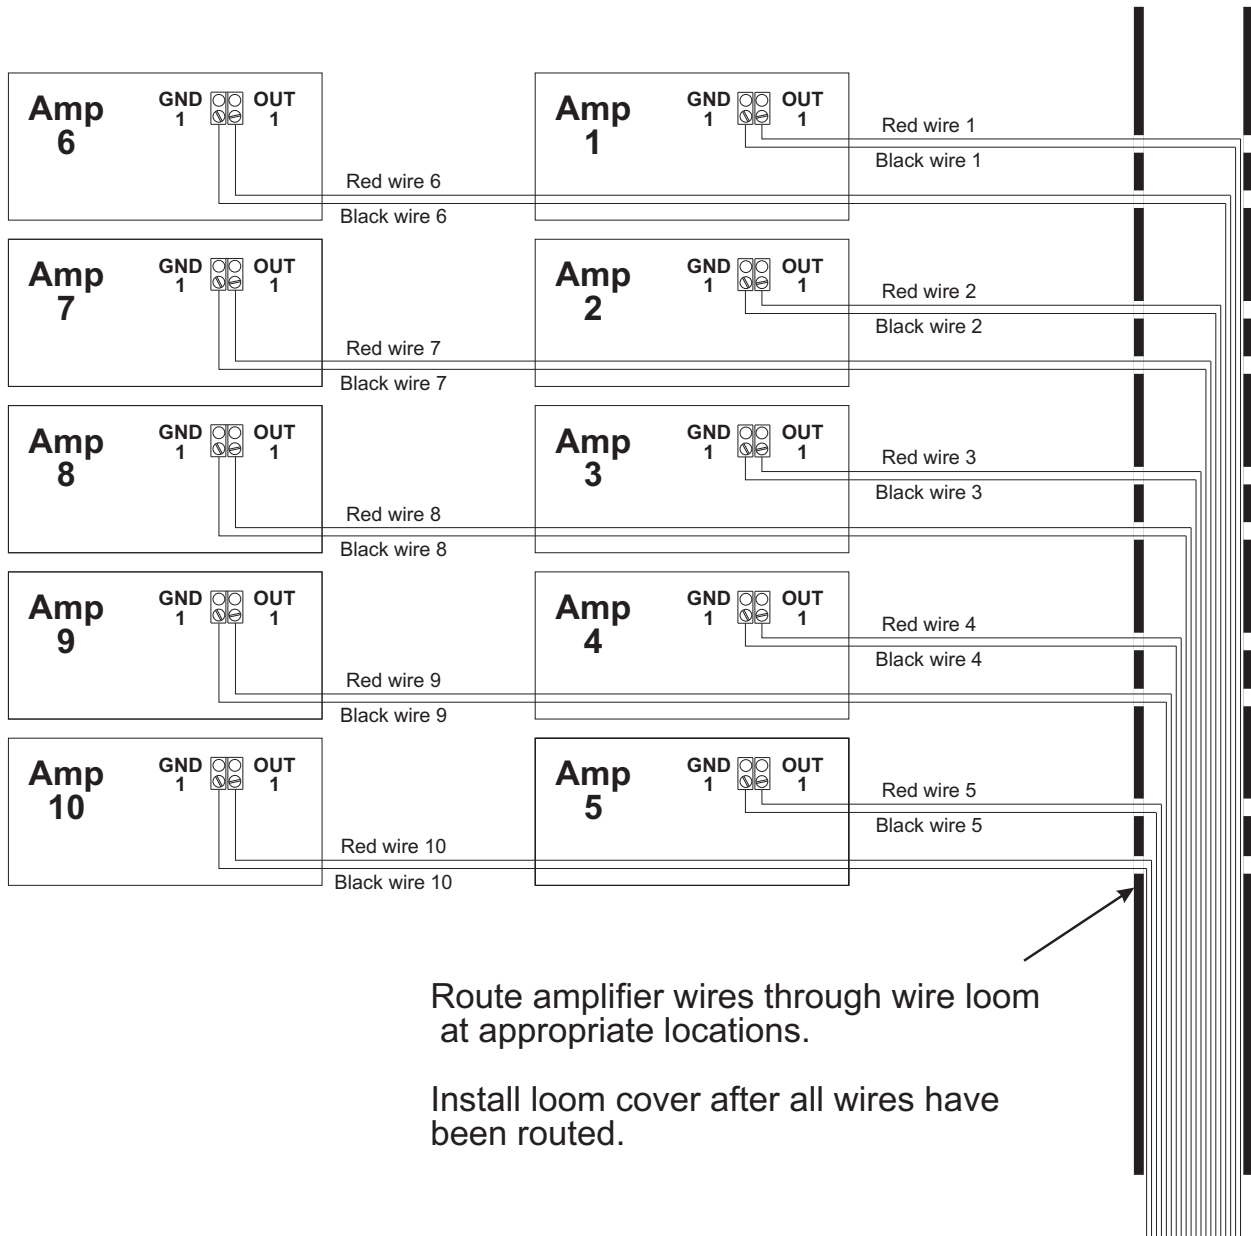 Amp
6
GND
1
OUT
1
Red wire 6
Black wire 6
Amp
1
GND
1
OUT
1
Red wire 1
Black wire 1
Amp
7
GND
1
OUT
1
Red wire 7
Black wire 7
Amp
2
GND
1
OUT
1
Red wire 2
Black wire 2
Amp
8
GND
1
OUT
1
Red wire 8
Black wire 8
Amp
3
GND
1
OUT
1
Red wire 3
Black wire 3
Amp
9
GND
1
OUT
1
Red wire 9
Black wire 9
Amp
4
GND
1
OUT
1
Red wire 4
Black wire 4
Amp
10
GND
1
OUT
1
Red wire 10
Black wire 10
Amp
5
GND
1
OUT
1
Red wire 5
Black wire 5
Route amplifier wires through wire loom
at appropriate locations.
Install loom cover after all wires have
been routed.